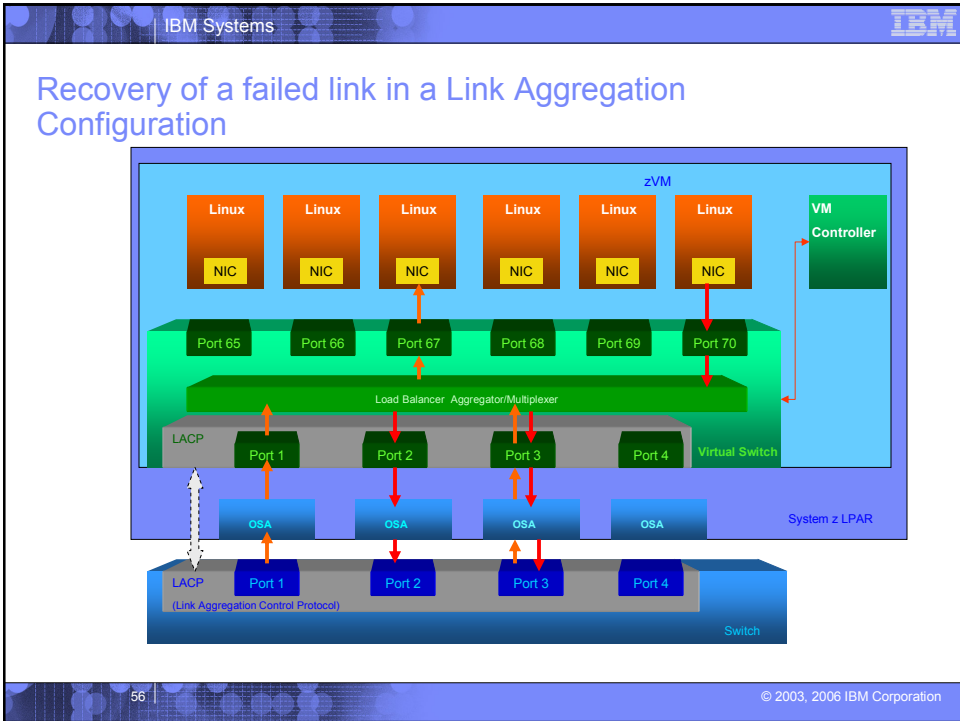 IBM Systems
IBM
Recovery of a failed link in a Link Aggregation
Configuration
zVM
Linux
Linux
Linux
Linux
Linux
Linux
VM
Controller
NIC
NIC
NIC
NIC
NIC
NIC
Port 65
Port 66
Port 67
Port 68
Port 69
Port 70
Load Balancer Aggregator/Multiplexer
LACP
Port 1
Port 2
Port 3
Port 4
Virtual Switch
OSA
OSA
OSA
OSA
System z LPAR
LACP
Port 1
Port 2
Port 3
Port 4
(Link Aggregation Control Protocol)
Switch
56
© 2003, 2006 IBM Corporation